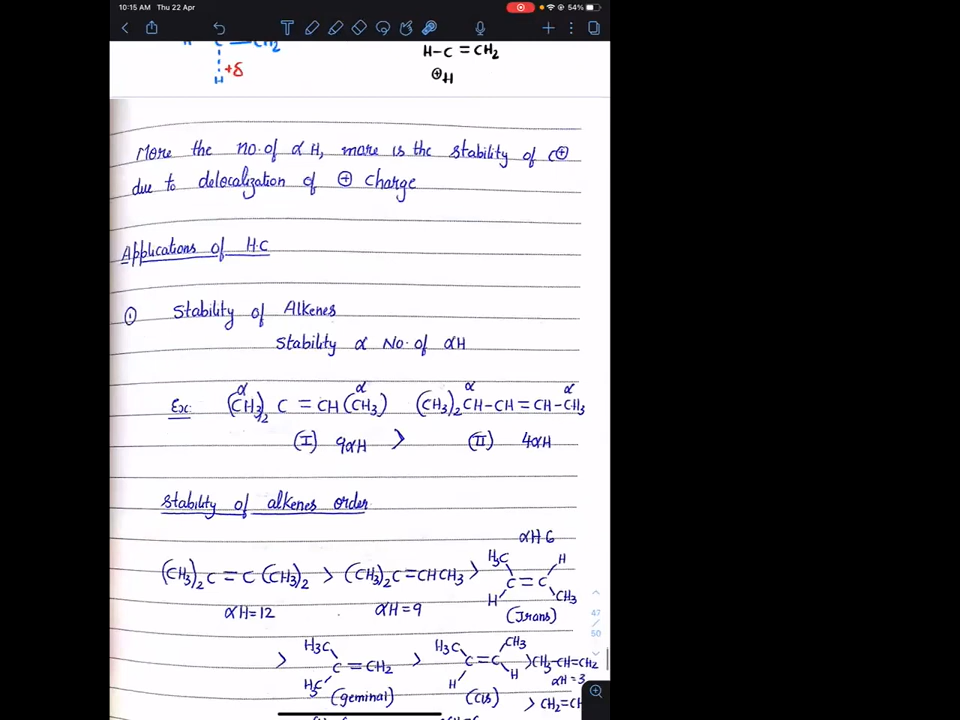 10:15 AM Thu 22 Apr
54%
H C — CH2
H +δ
H-C = CH2
⊕H
More the no. of α H, more is the stability of C⊕
due to delocalization of ⊕ charge
Applications of H.C
① Stability of Alkenes
Stability α No. of αH
α α α α
Ex: (CH3)2 C = CH (CH3) (CH3)2 CH-CH = CH-CH3
(I) 9αH > (II) 4αH
Stability of alkenes order
αH 6
(CH3)2 C = C (CH3)2 > (CH3)2 C = CHCH3 > H3C H C = C H CH3
αH = 12 αH = 9 (Trans)
47
/
50
> H3C H3C C = CH2 > H3C CH3 C = C H H > CH3-CH=CH2
(geminal) (cis) αH = 3
> CH2=CH